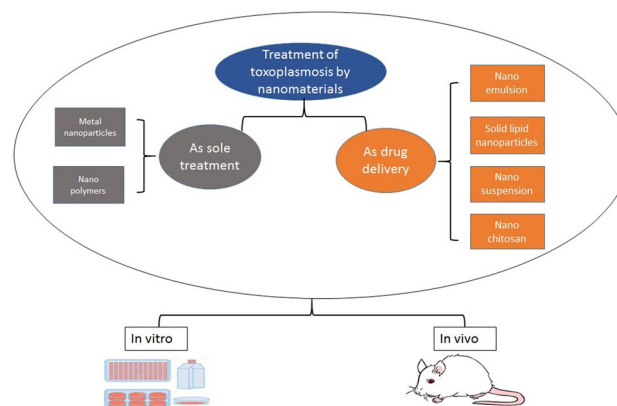 Treatment of
toxoplasmosis by
nanomaterials
Metal
nanoparticles
Nano
polymers
As sole
treatment
As drug
delivery
Nano
emulsion
Solid lipid
nanoparticles
Nano
suspension
Nano
chitosan
In vitro
In vivo